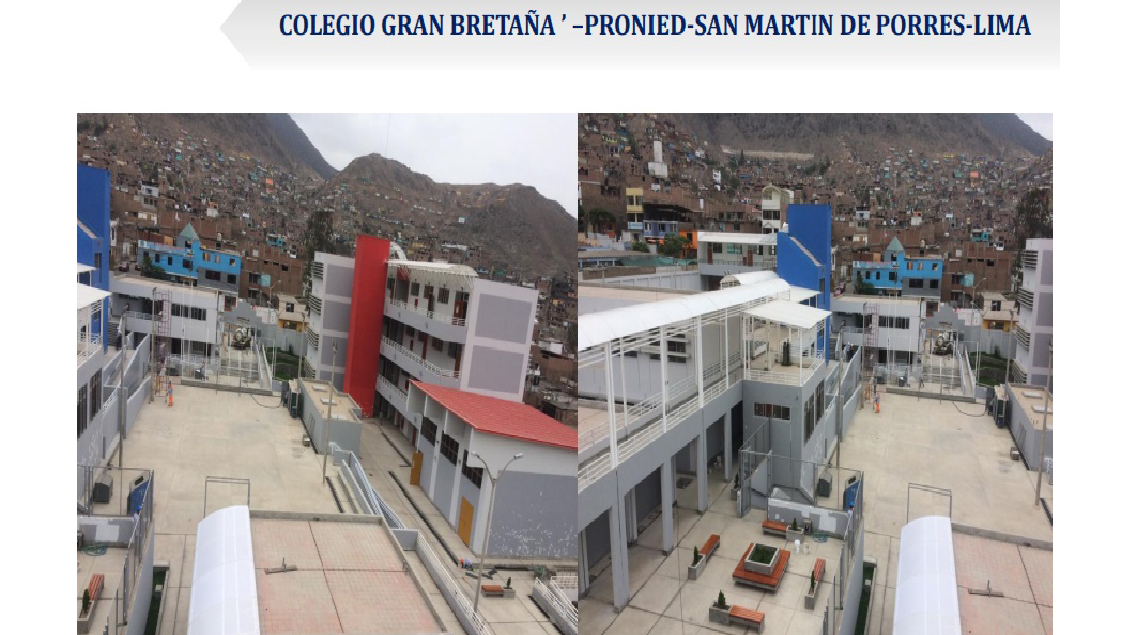 COLEGIO GRAN BRETAÑA ’ –PRONIED-SAN MARTIN DE PORRES-LIMA